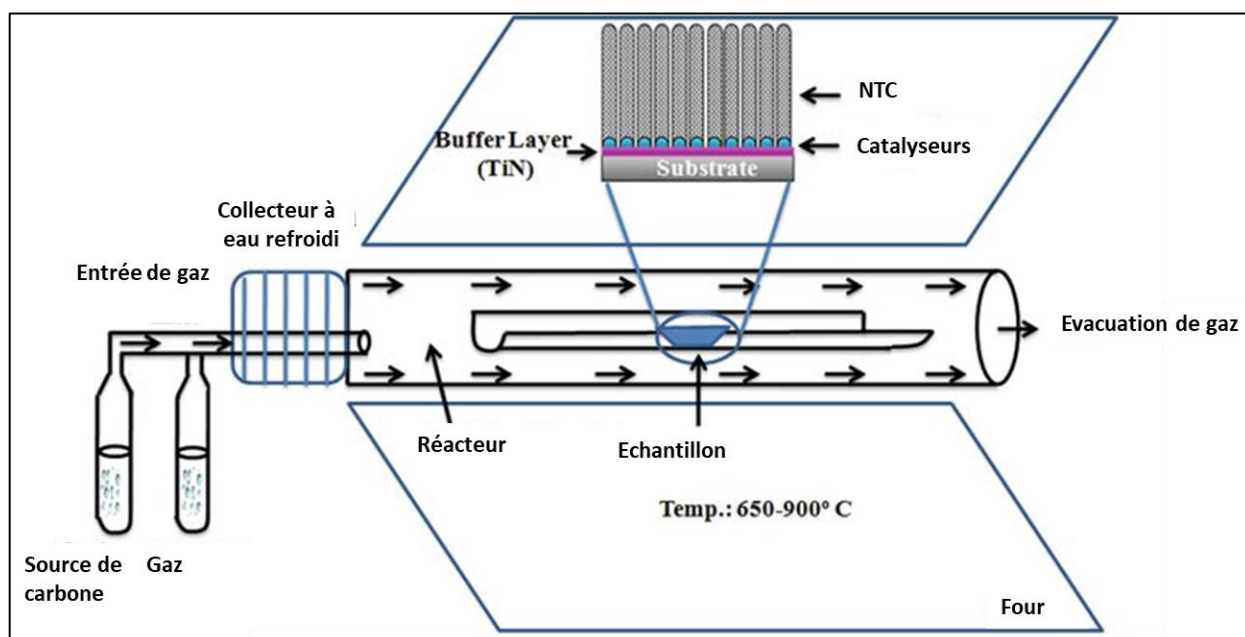 NTC
Buffer Layer
(TiN)
Catalyseurs
Substrate
Collecteur à
eau refroidi
Entrée de gaz
Evacuation de gaz
Réacteur
Echantillon
Temp.: 650-900º C
Source de
carbone
Gaz
Four